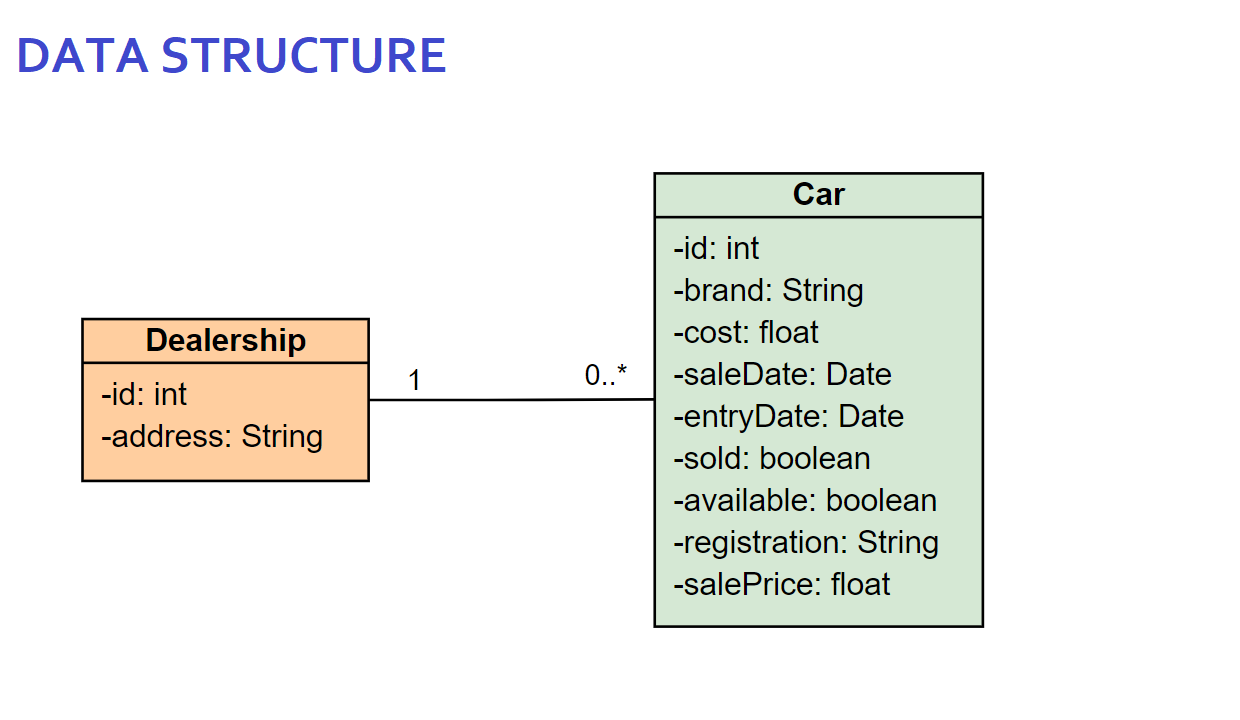 DATA STRUCTURE
Car
-id: int
-brand: String
-cost: float
-saleDate: Date
-entryDate: Date
-sold: boolean
-available: boolean
-registration: String
-salePrice: float
Dealership
-id: int
-address: String
1
0..*